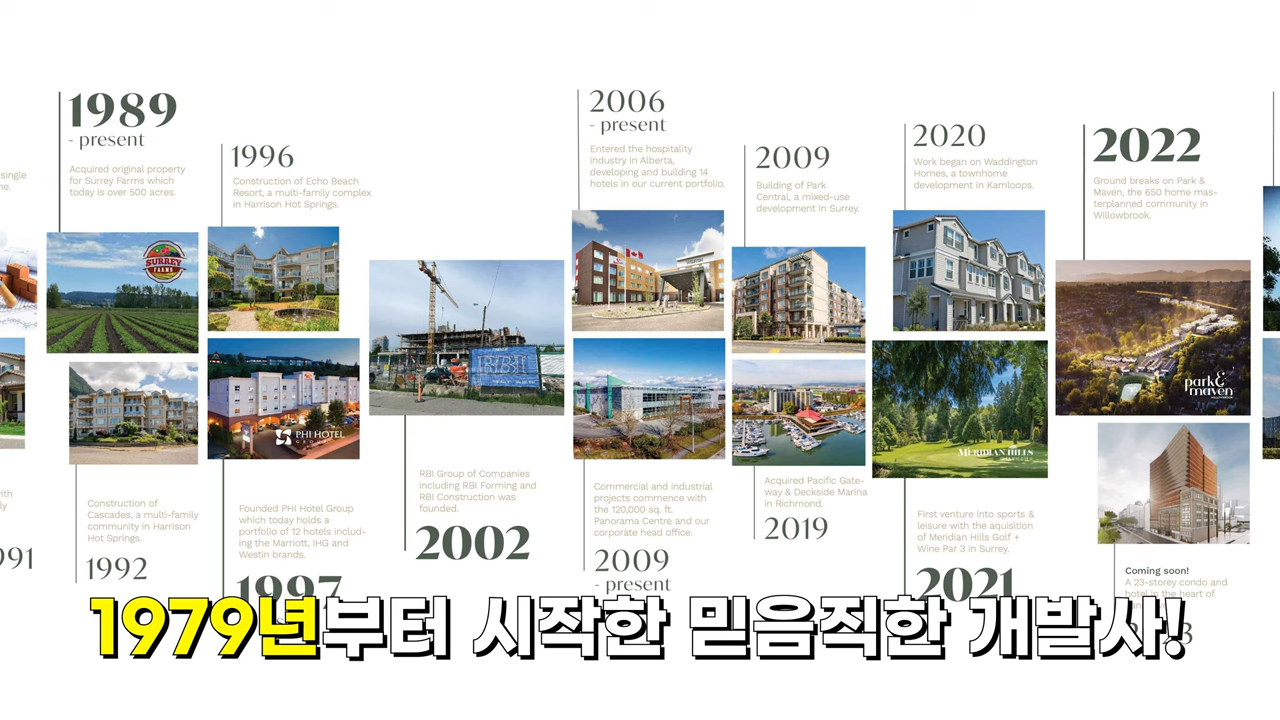 single
1989
- present
Acquired original property
for Surrey Farms which
today is over 500 acres.
SURREY
FARMS
1996
Construction of Echo Beach
Resort, a multi-family complex
in Harrison Hot Springs.
PHI HOTEL
GROUP
Construction of
Cascades, a multi-family
community in Harrison
Hot Springs.
1992
Founded PHI Hotel Group
which today holds a
portfolio of 12 hotels includ-
ing the Marriott, IHG and
Westin brands.
1997
RBI
RBI Group of Companies
including RBI Forming and
RBI Construction was
founded.
2002
2006
- present
Entered the hospitality
industry in Alberta,
developing and building 14
hotels in our current portfolio.
Commercial and industrial
projects commence with
the 120,000 sq. ft.
Panorama Centre and our
corporate head office.
2009
- present
2009
Building of Park
Central, a mixed-use
development in Surrey.
Acquired Pacific Gate-
way & Deckside Marina
in Richmond.
2019
2020
Work began on Waddington
Homes, a townhome
development in Kamloops.
MERIDIAN HILLS
First venture into sports &
leisure with the aquisition
of Meridian Hills Golf +
Wine Par 3 in Surrey.
2021
2022
Ground breaks on Park &
Maven, the 650 home mas-
terplanned community in
Willowbrook.
park &
maven
WILLOWBROOK
Coming soon!
A 23-storey condo and
hotel in the heart of
991
1979년부터 시작한 믿음직한 개발사!